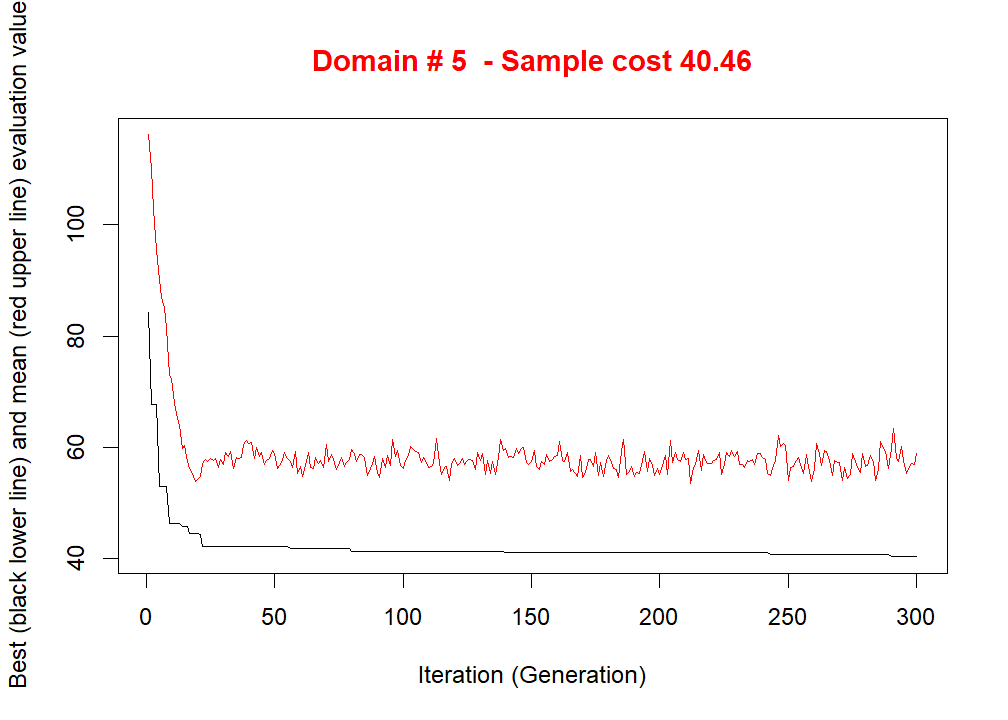 Domain # 5  - Sample cost 40.46
Best (black lower line) and mean (red upper line) evaluation value
100
80
60
40
0 50 100 150 200 250 300
Iteration (Generation)